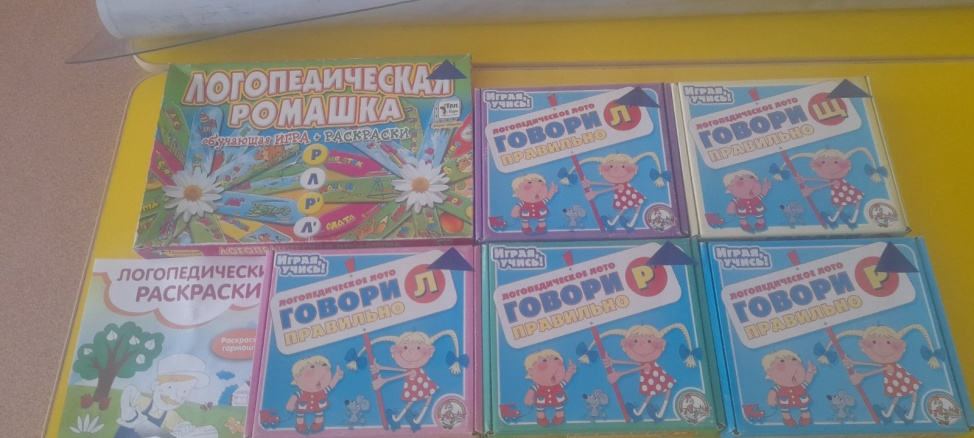 ЛОГОПЕДИЧЕСКАЯ
РОМАШКА
обучающая ИГРА + РАСКРАСКИ
Р
Л
Р'
Л'
Играя,
учись!
ЛОГОПЕДИЧЕСКОЕ ЛОТО
ГОВОРИ Л
ПРАВИЛЬНО
Играя,
учись!
ЛОГОПЕДИЧЕСКОЕ ЛОТО
ГОВОРИ Щ
ПРАВИЛЬНО
ЛОГОПЕДИЧЕСКИ
РАСКРАСКИ
Играя,
учись!
ЛОГОПЕДИЧЕСКОЕ ЛОТО
ГОВОРИ Л
ПРАВИЛЬНО
Играя,
учись!
ЛОГОПЕДИЧЕСКОЕ ЛОТО
ГОВОРИ Р
ПРАВИЛЬНО
Играя,
учись!
ЛОГОПЕДИЧЕСКОЕ ЛОТО
ГОВОРИ Р
ПРАВИЛЬНО